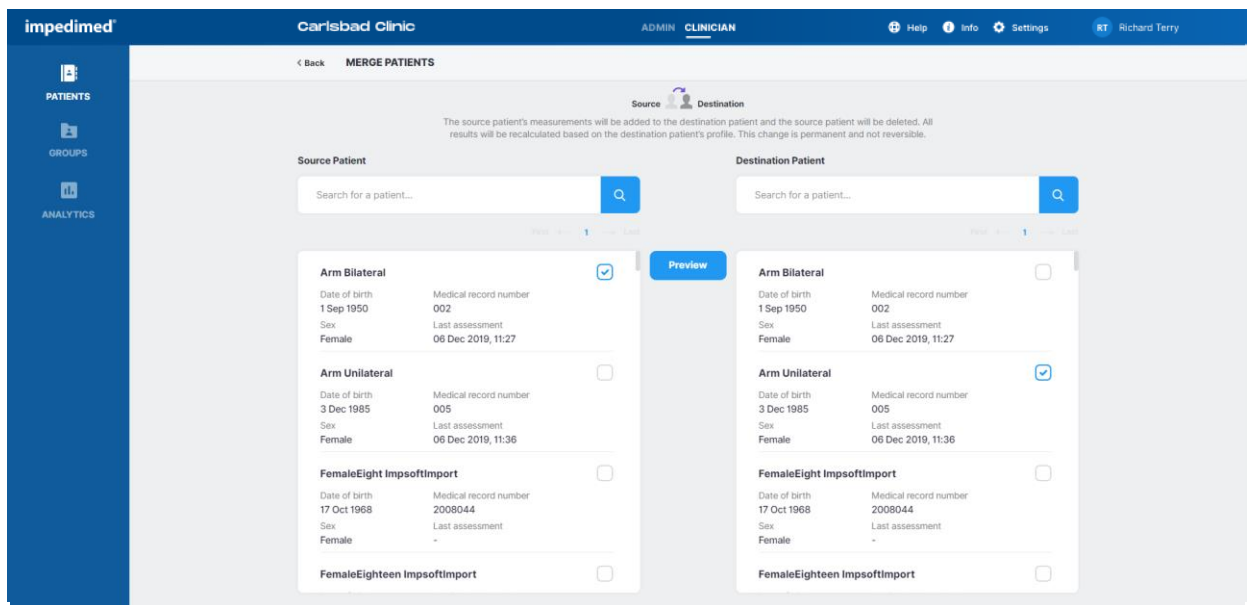 impedimed®
Carlsbad Clinic
ADMIN CLINICIAN
Help Info Settings
RT Richard Terry
PATIENTS
GROUPS
ANALYTICS
< Back MERGE PATIENTS
Source Destination
The source patient's measurements will be added to the destination patient and the source patient will be deleted. All
results will be recalculated based on the destination patient's profile. This change is permanent and not reversible.
Source Patient
Search for a patient...
First 1 Last
Arm Bilateral
Date of birth Medical record number
1 Sep 1950 002
Sex Last assessment
Female 06 Dec 2019, 11:27
Arm Unilateral
Date of birth Medical record number
3 Dec 1985 005
Sex Last assessment
Female 06 Dec 2019, 11:36
FemaleEight ImpsoftImport
Date of birth Medical record number
17 Oct 1968 2008044
Sex Last assessment
Female -
FemaleEighteen ImpsoftImport
Preview
Destination Patient
Search for a patient...
First 1 Last
Arm Bilateral
Date of birth Medical record number
1 Sep 1950 002
Sex Last assessment
Female 06 Dec 2019, 11:27
Arm Unilateral
Date of birth Medical record number
3 Dec 1985 005
Sex Last assessment
Female 06 Dec 2019, 11:36
FemaleEight ImpsoftImport
Date of birth Medical record number
17 Oct 1968 2008044
Sex Last assessment
Female -
FemaleEighteen ImpsoftImport